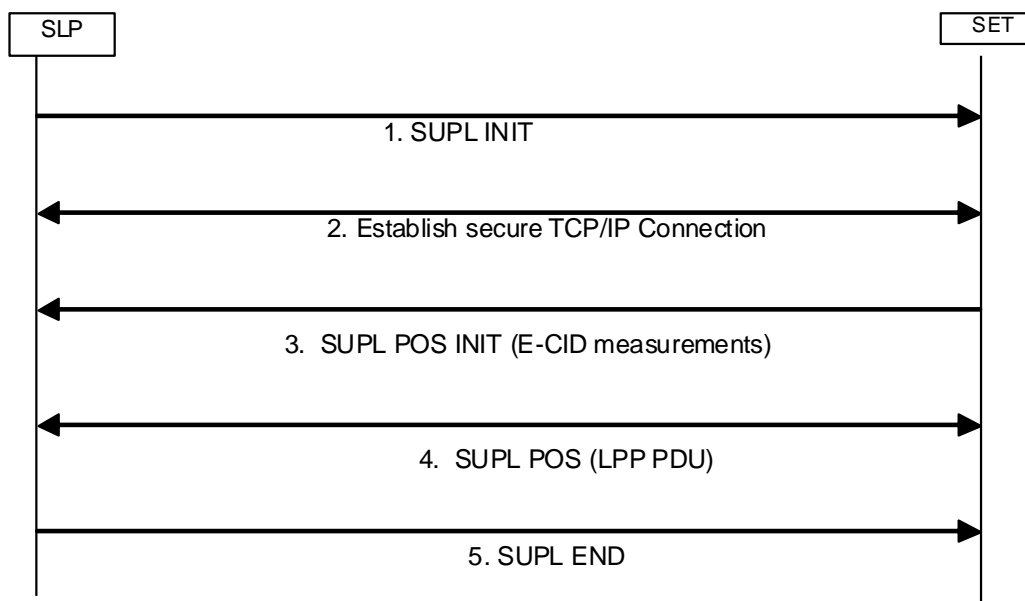 SLP
SET
1. SUPL INIT
2. Establish secure TCP/IP Connection
3. SUPL POS INIT (E-CID measurements)
4. SUPL POS (LPP PDU)
5. SUPL END